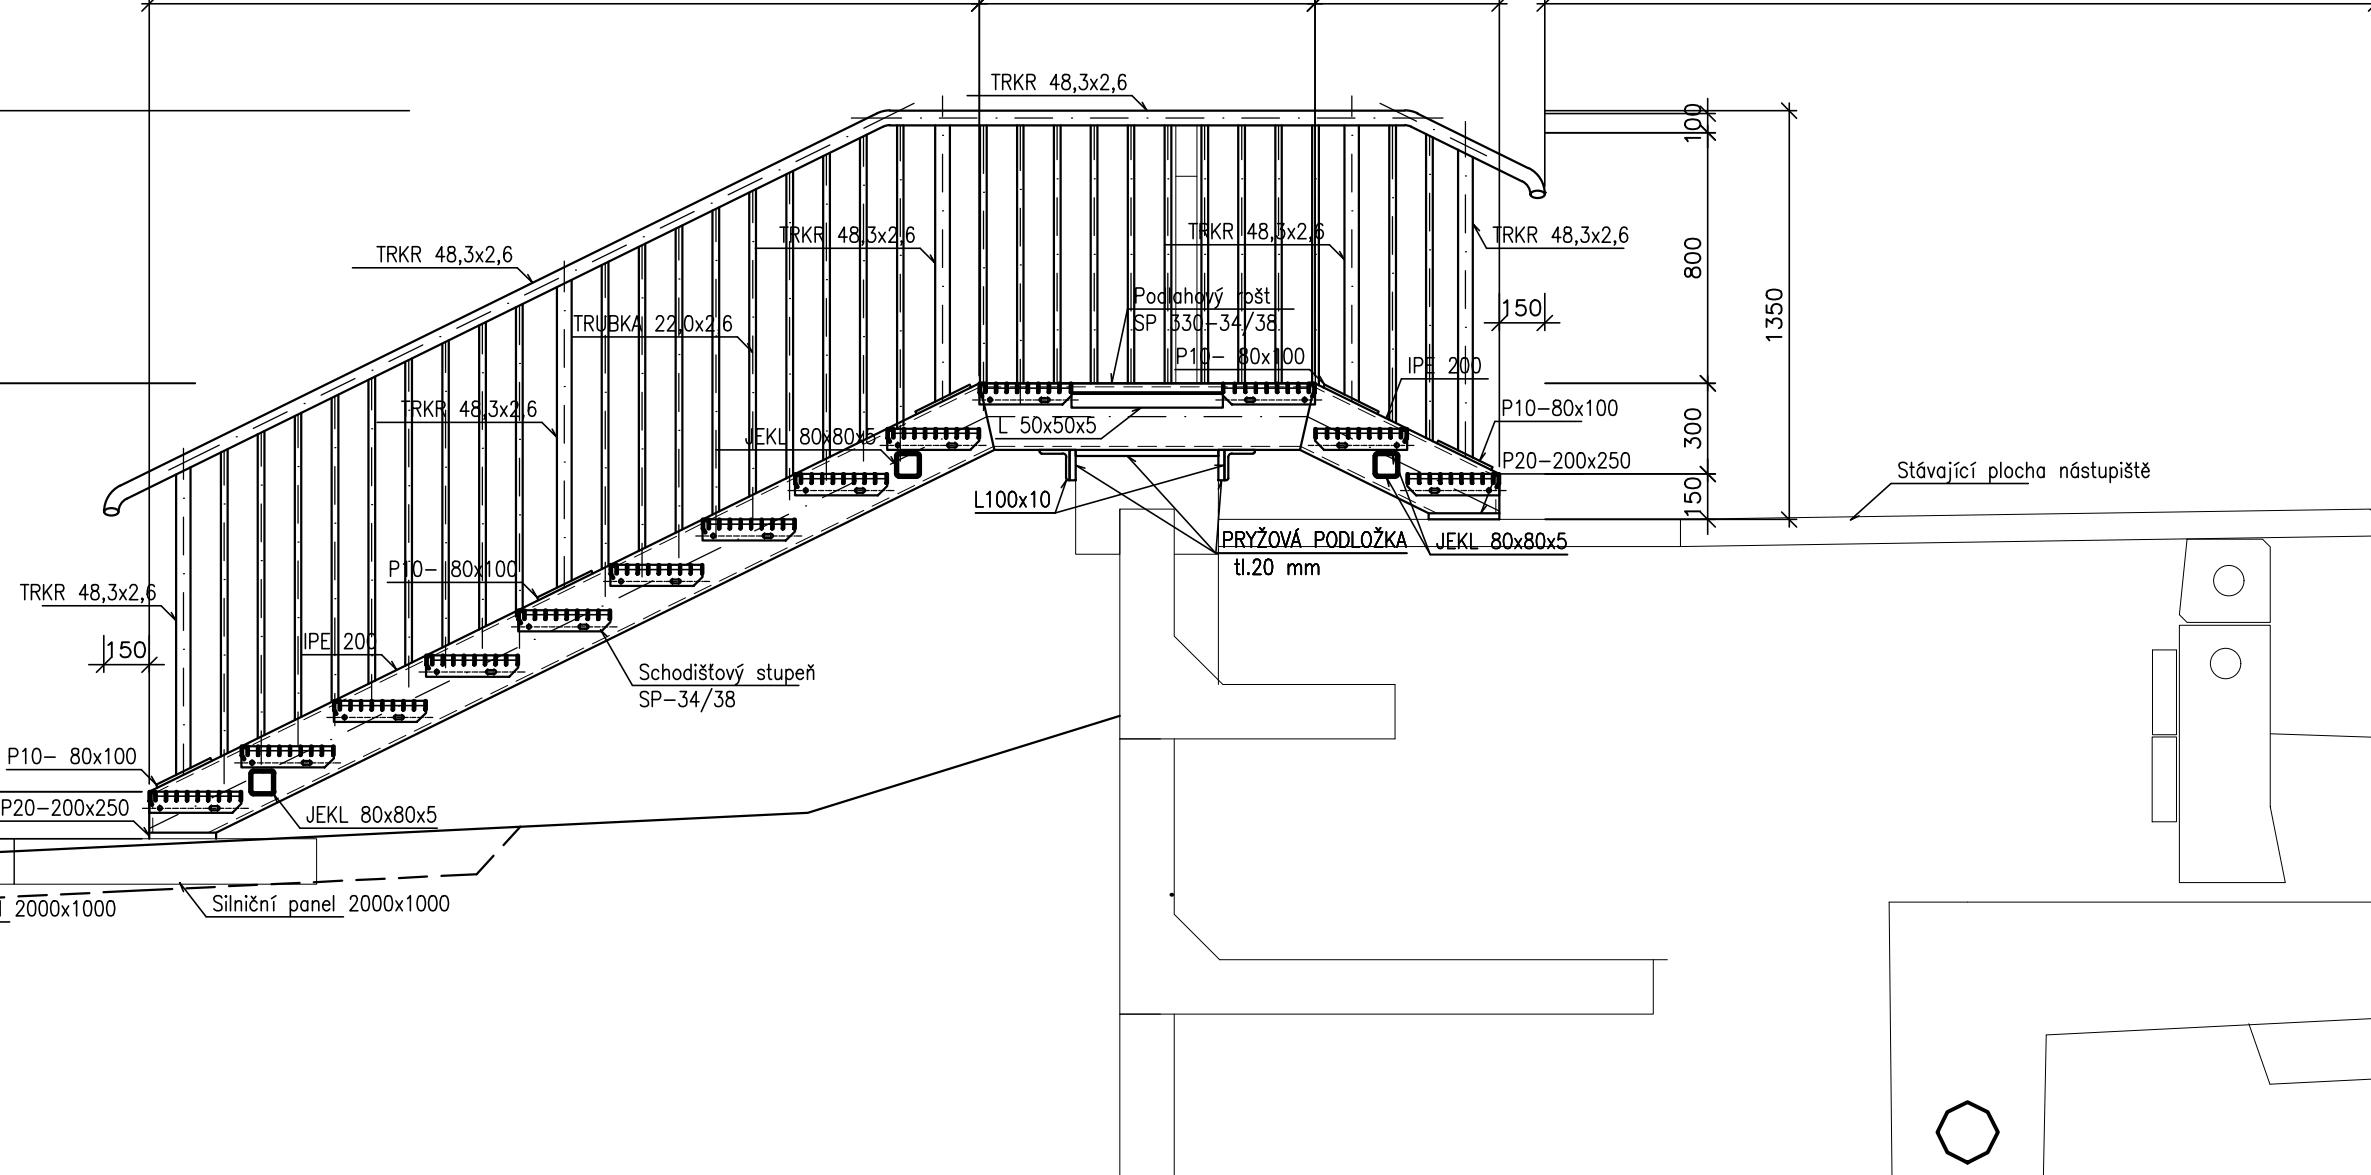 TRKR 48,3x2,6
100
TRKR 48,3x2,6
TRKR 48,3x2,6
TRKR 48,3x2,6
TRKR 48,3x2,6
800
1350
150
Podlahový rošt
SP 330-34/38
TRUBKA 22,0x2,6
P10- 80x100
IPE 200
TRKR 48,3x2,6
P10-80x100
L 50x50x5
300
JEKL 80x80x5
P20-200x250
Stávající plocha nástupiště
L100x10
150
PRYŽOVÁ PODLOŽKA
tl.20 mm
JEKL 80x80x5
P10- 80x100
TRKR 48,3x2,6
IPE 200
150
Schodišťový stupeň
SP-34/38
P10- 80x100
P20-200x250
JEKL 80x80x5
Silniční panel 2000x1000
2000x1000